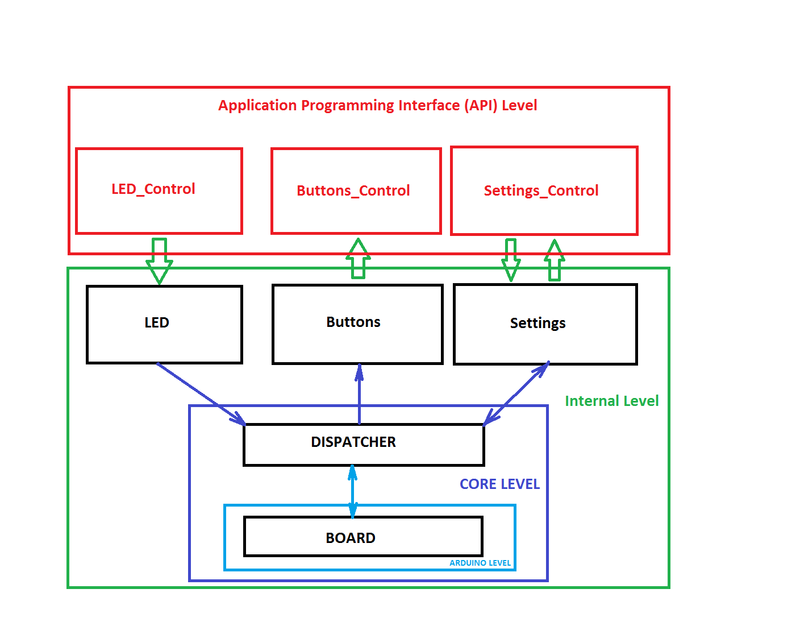 Application Programming Interface (API) Level
LED_Control
Buttons_Control
Settings_Control
LED
Buttons
Settings
Internal Level
DISPATCHER
CORE LEVEL
BOARD
ARDUINO LEVEL